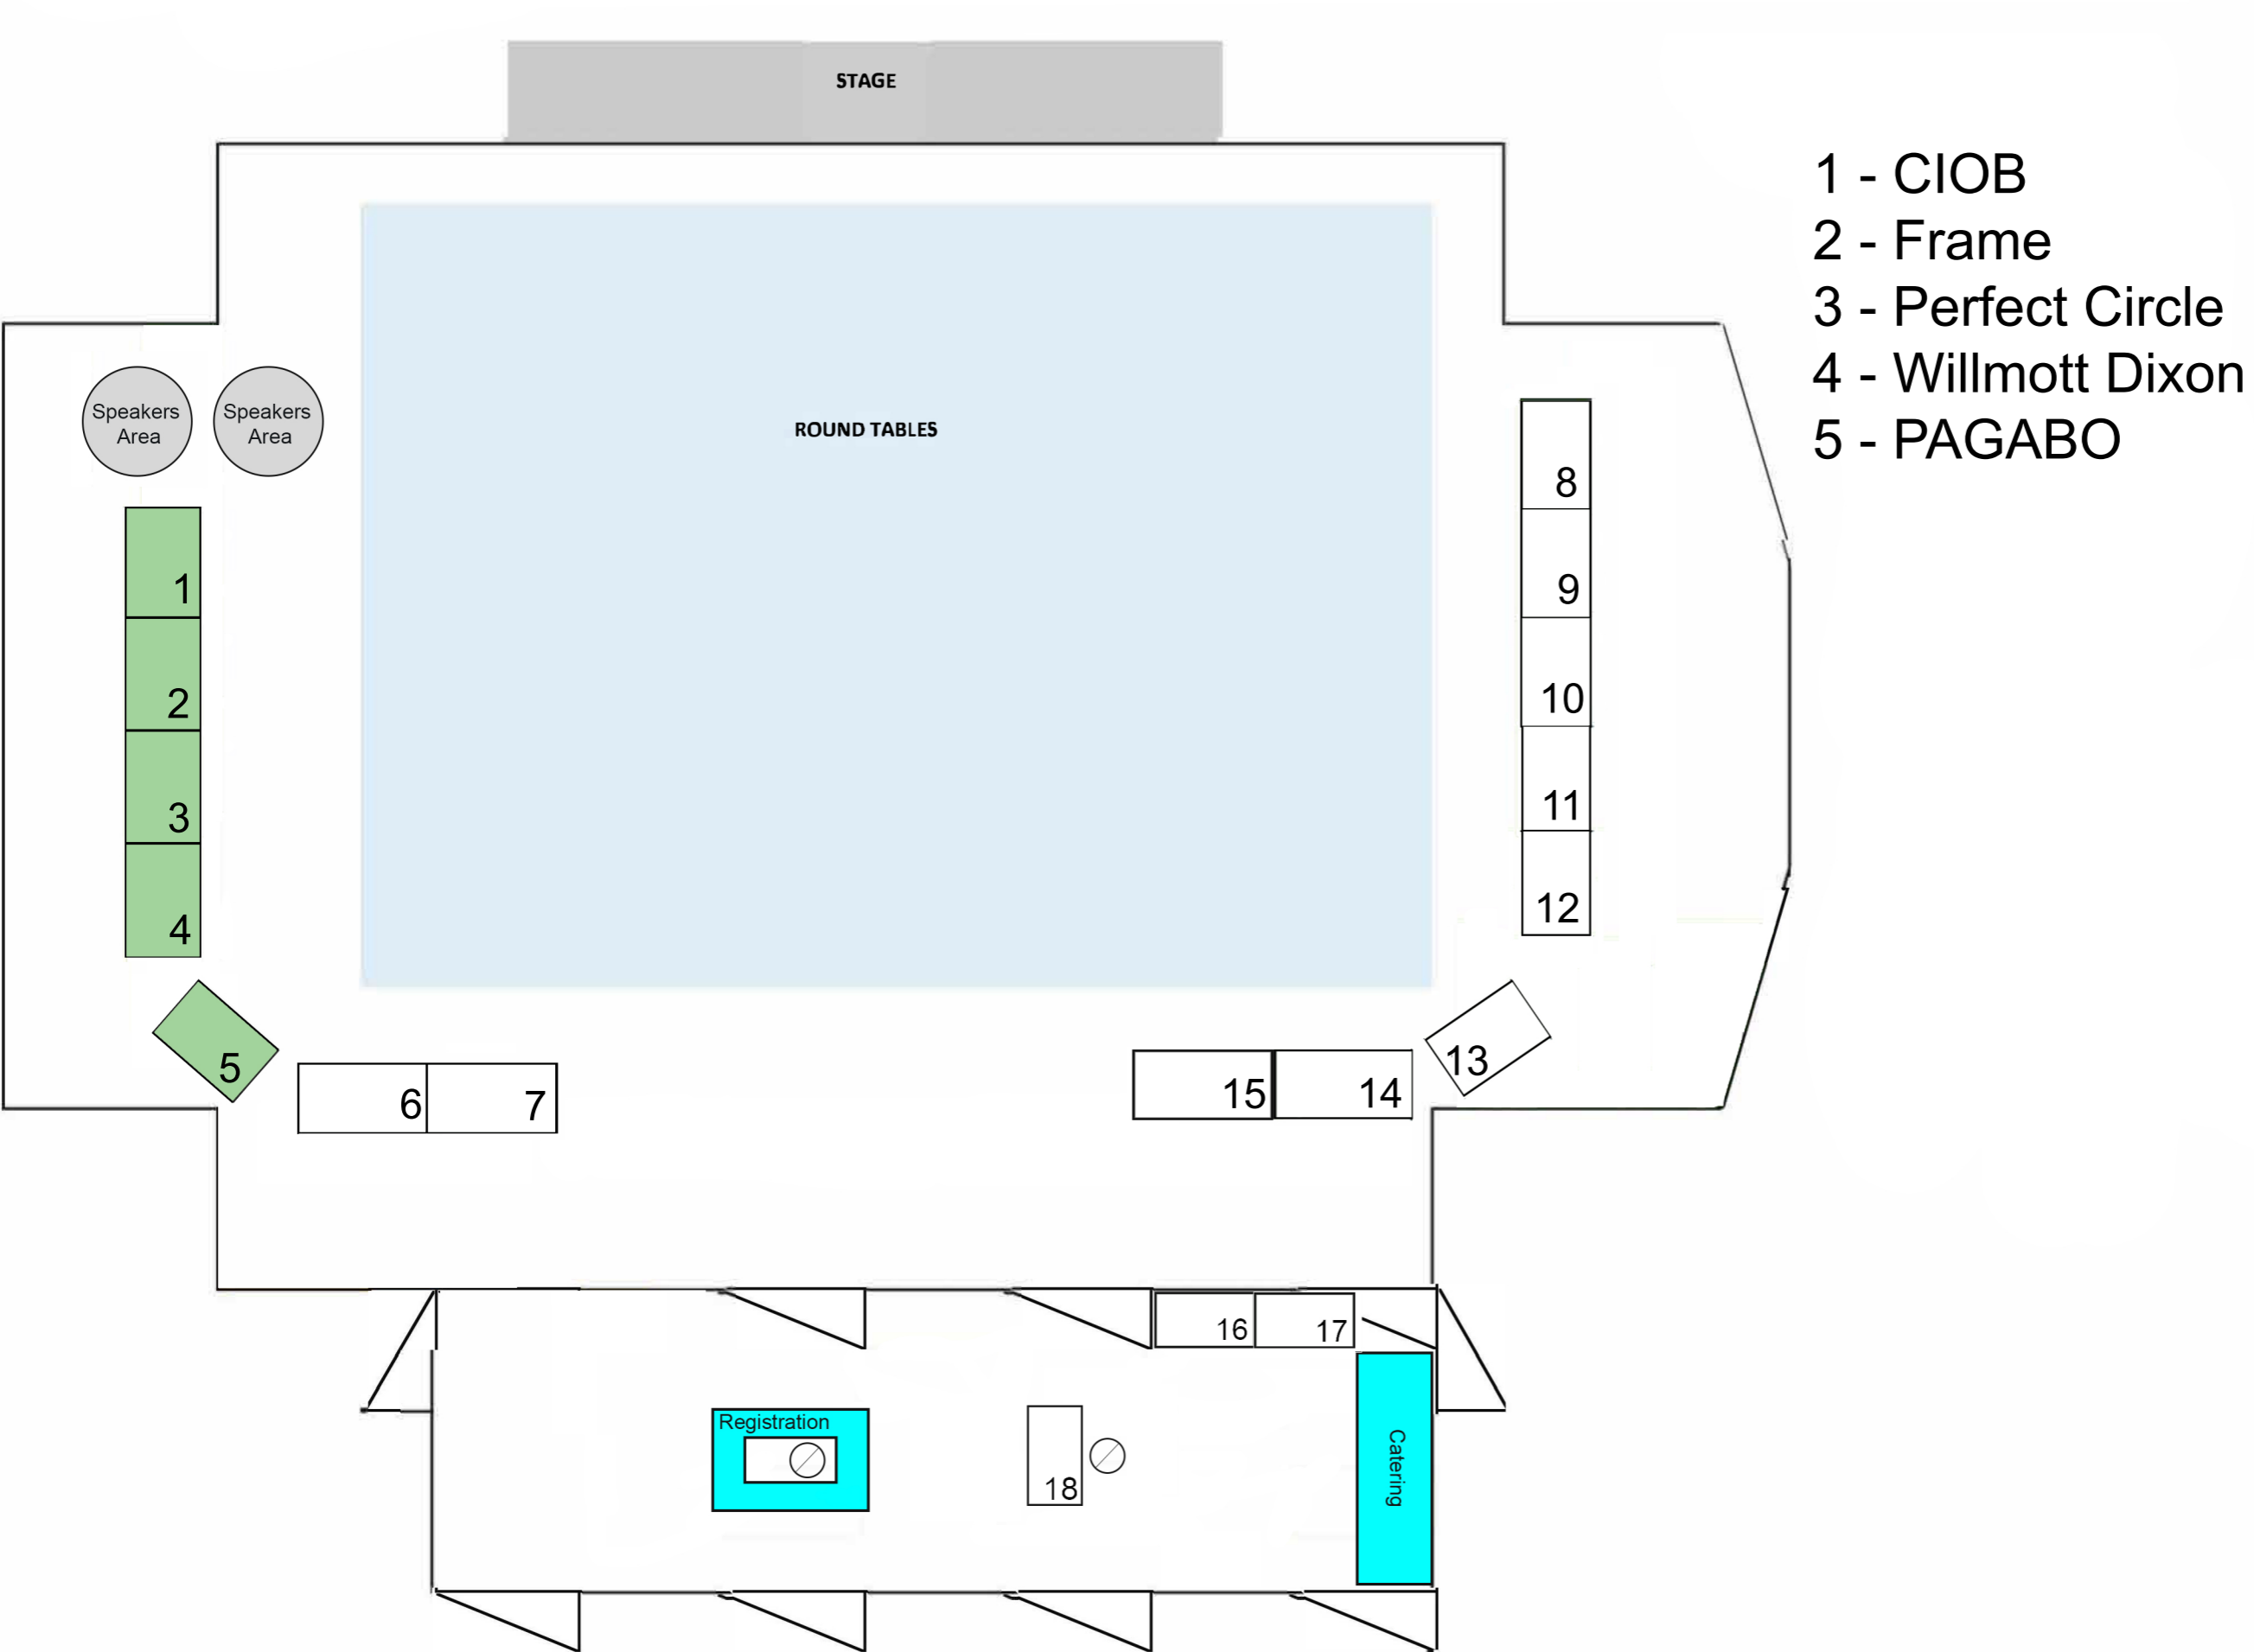 STAGE
1 - CIOB
2 - Frame
3 - Perfect Circle
4 - Willmott Dixon
5 - PAGABO
Speakers
Area
Speakers
Area
ROUND TABLES
1
2
3
4
5
6
7
8
9
10
11
12
13
15
14
16
17
Registration
18
Catering